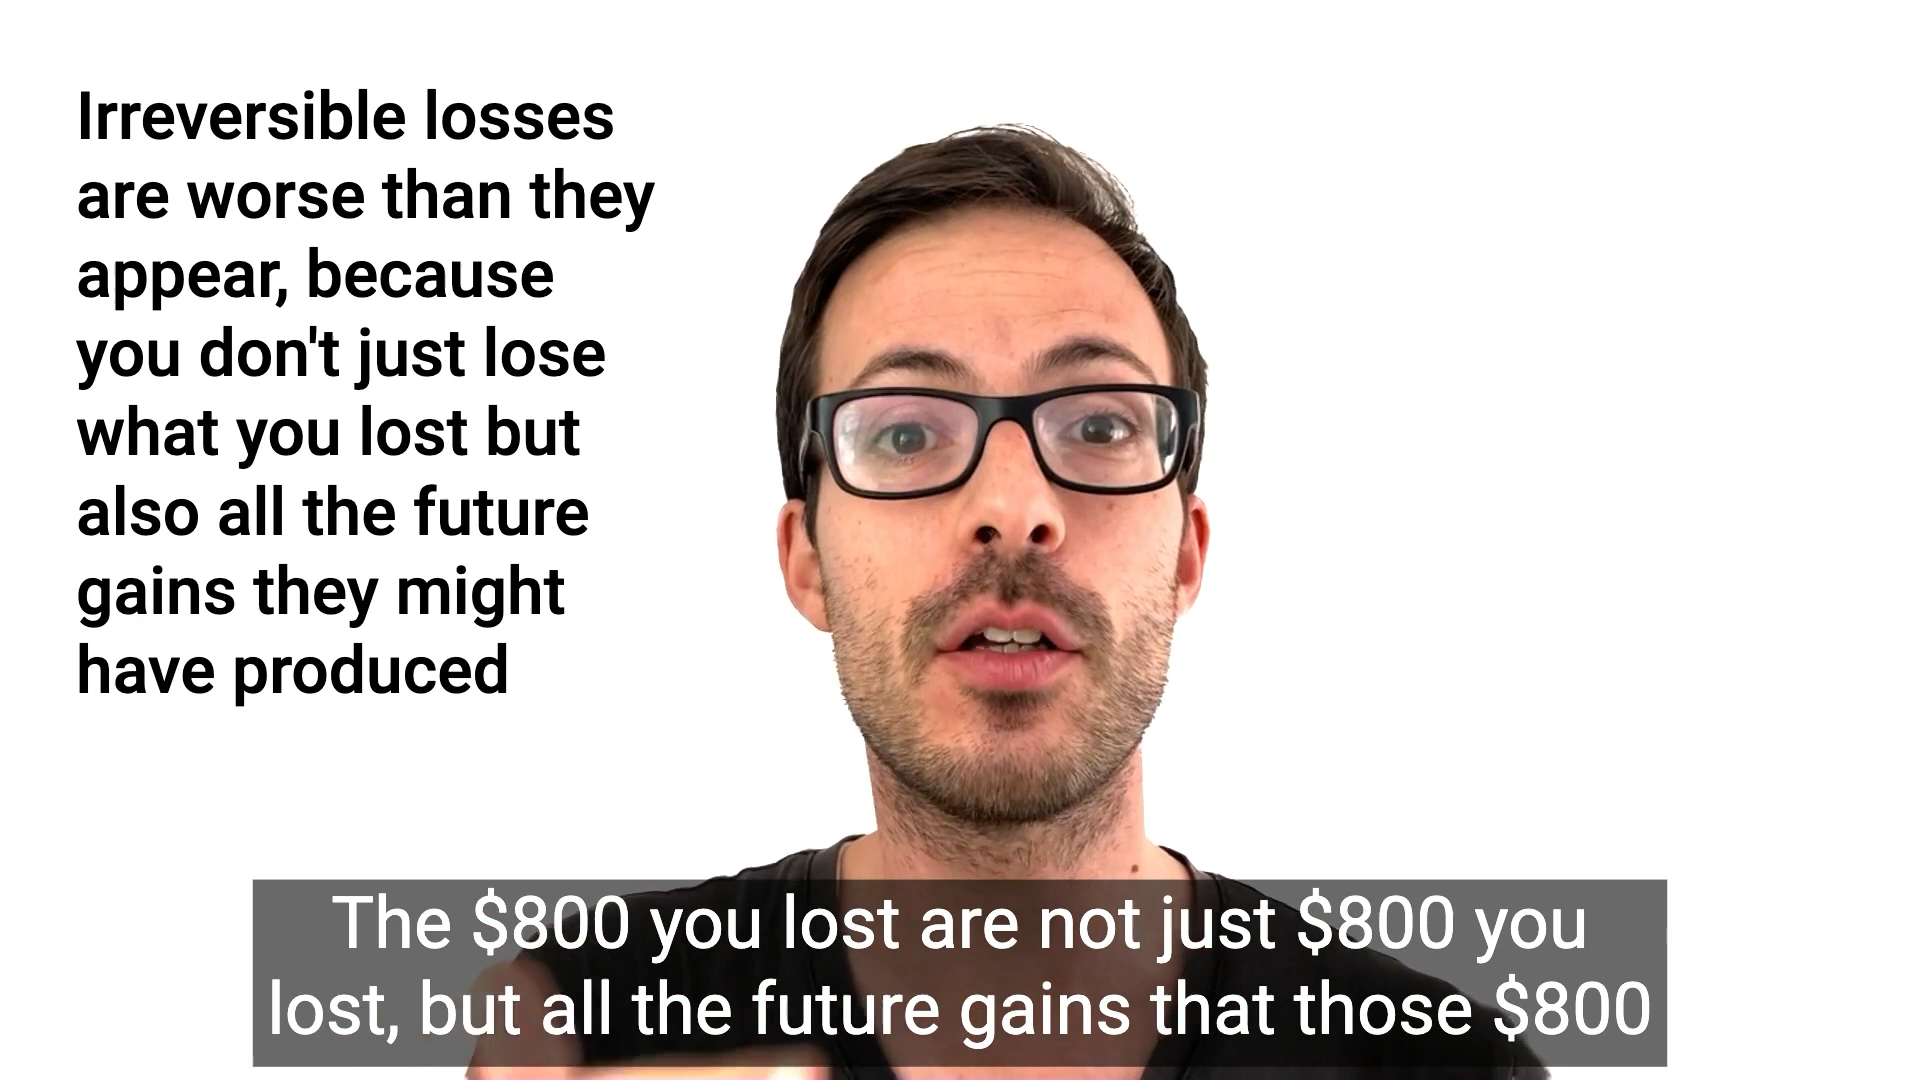 Irreversible losses
are worse than they
appear, because
you don't just lose
what you lost but
also all the future
gains they might
have produced
The $800 you lost are not just $800 you
lost, but all the future gains that those $800